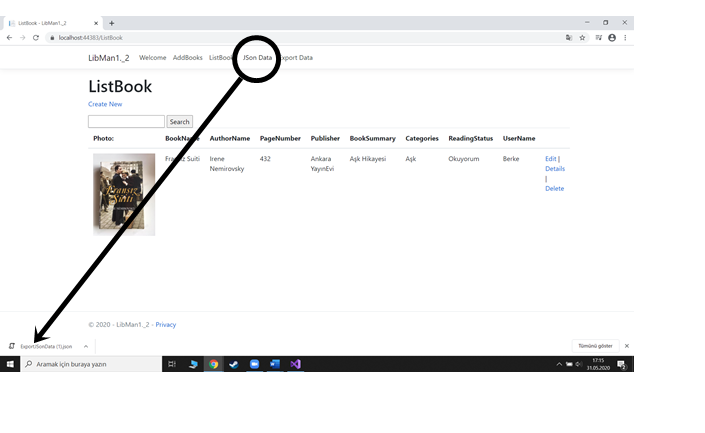 ListBook - LibMan1._2
localhost:44383/ListBook
LibMan1._2 Welcome AddBooks ListBook JSon Data Export Data
ListBook
Create New
Search
Photo: BookName AuthorName PageNumber Publisher BookSummary Categories ReadingStatus UserName
Fransız Suiti Irene 432 Ankara Aşk Hikayesi Aşk Okuyorum Berke Edit |
Nemirovsky YayınEvi Details
|
Delete
Fransız
Suiti
© 2020 - LibMan1._2 - Privacy
ExportJSonData (1).json Tümünü göster
Aramak için buraya yazın
17:15
31.05.2020
2